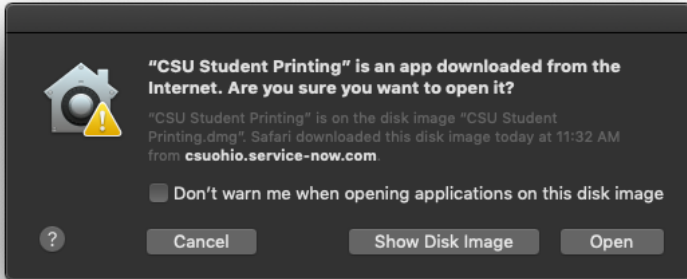 “CSU Student Printing” is an app downloaded from the
Internet. Are you sure you want to open it?
“CSU Student Printing” is on the disk image “CSU Student
Printing.dmg”. Safari downloaded this disk image today at 11:32 AM
from csuohio.service-now.com.
Don’t warn me when opening applications on this disk image
?
Cancel
Show Disk Image
Open